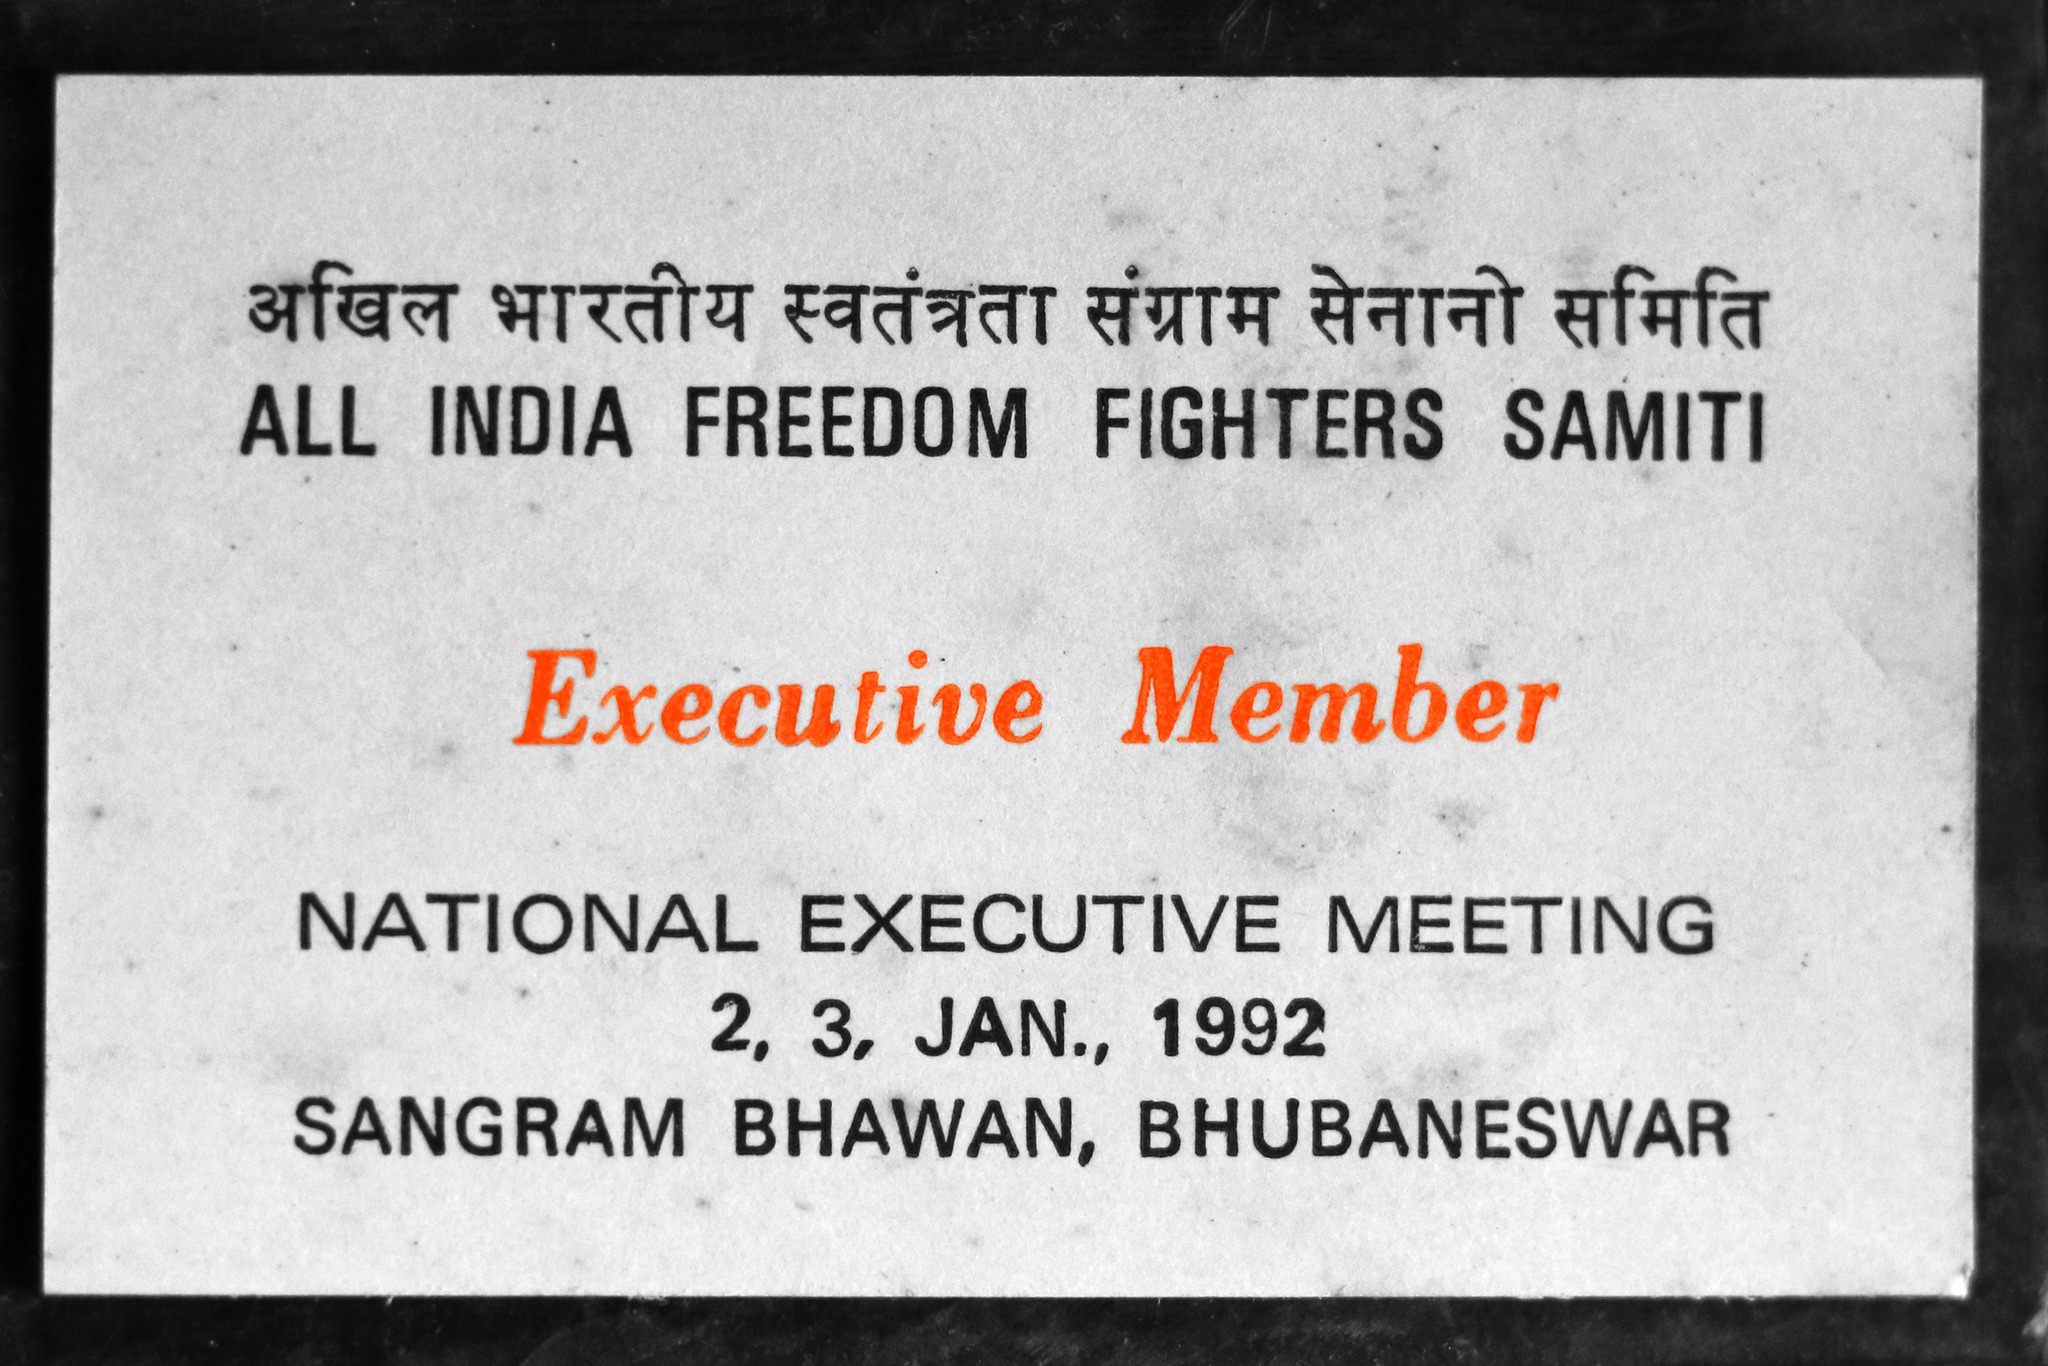 अखिल भारतीय स्वतंत्रता संग्राम सेनानी समिति
ALL INDIA FREEDOM FIGHTERS SAMITI
Executive Member
NATIONAL EXECUTIVE MEETING
2, 3, JAN., 1992
SANGRAM BHAWAN, BHUBANESWAR